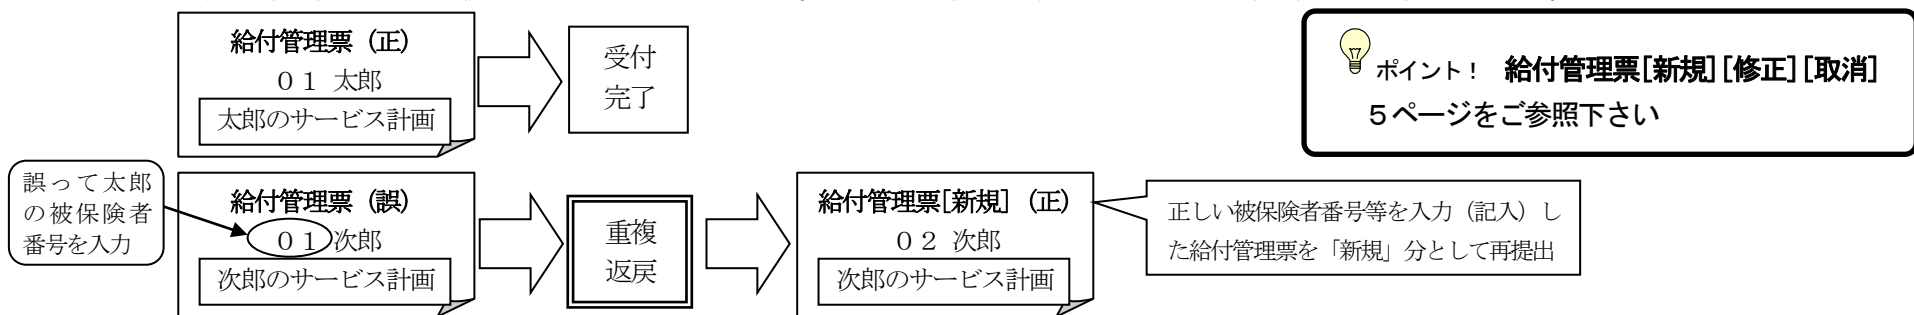 給付管理票（正）
０１ 太郎
太郎のサービス計画
受付
完了
ポイント！ 給付管理票[新規][修正][取消]
５ページをご参照下さい
誤って太郎
の被保険者
番号を入力
給付管理票（誤）
０１ 次郎
次郎のサービス計画
重複
返戻
給付管理票[新規]（正）
０２ 次郎
次郎のサービス計画
正しい被保険者番号等を入力（記入）し
た給付管理票を「新規」分として再提出